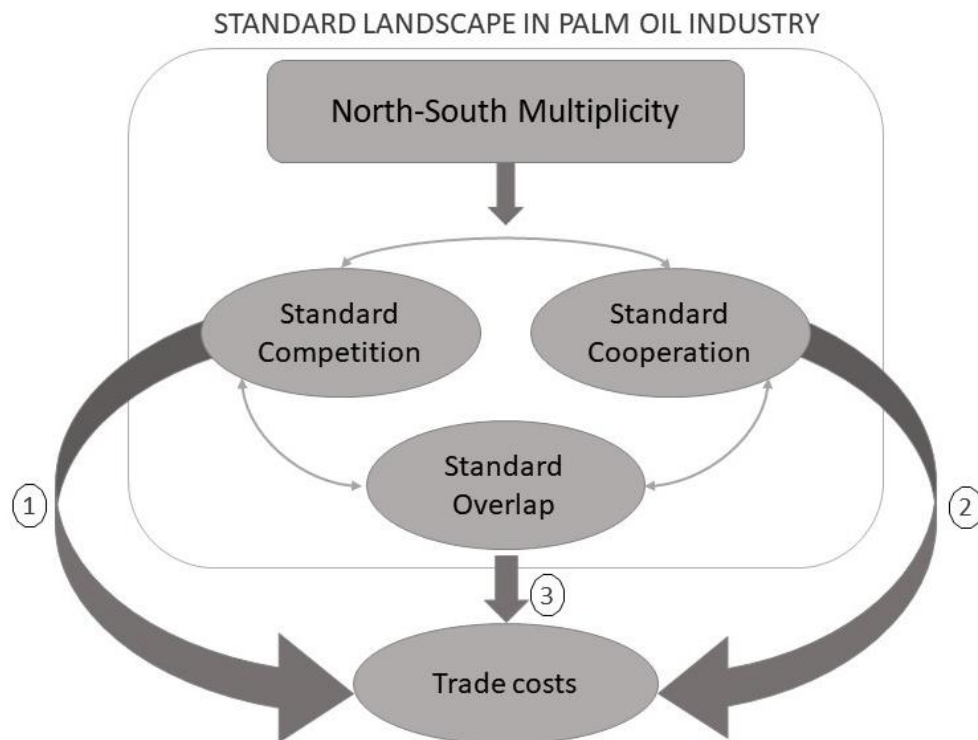 STANDARD LANDSCAPE IN PALM OIL INDUSTRY
North-South Multiplicity
Standard
Competition
Standard
Cooperation
Standard
Overlap
1
2
3
Trade costs